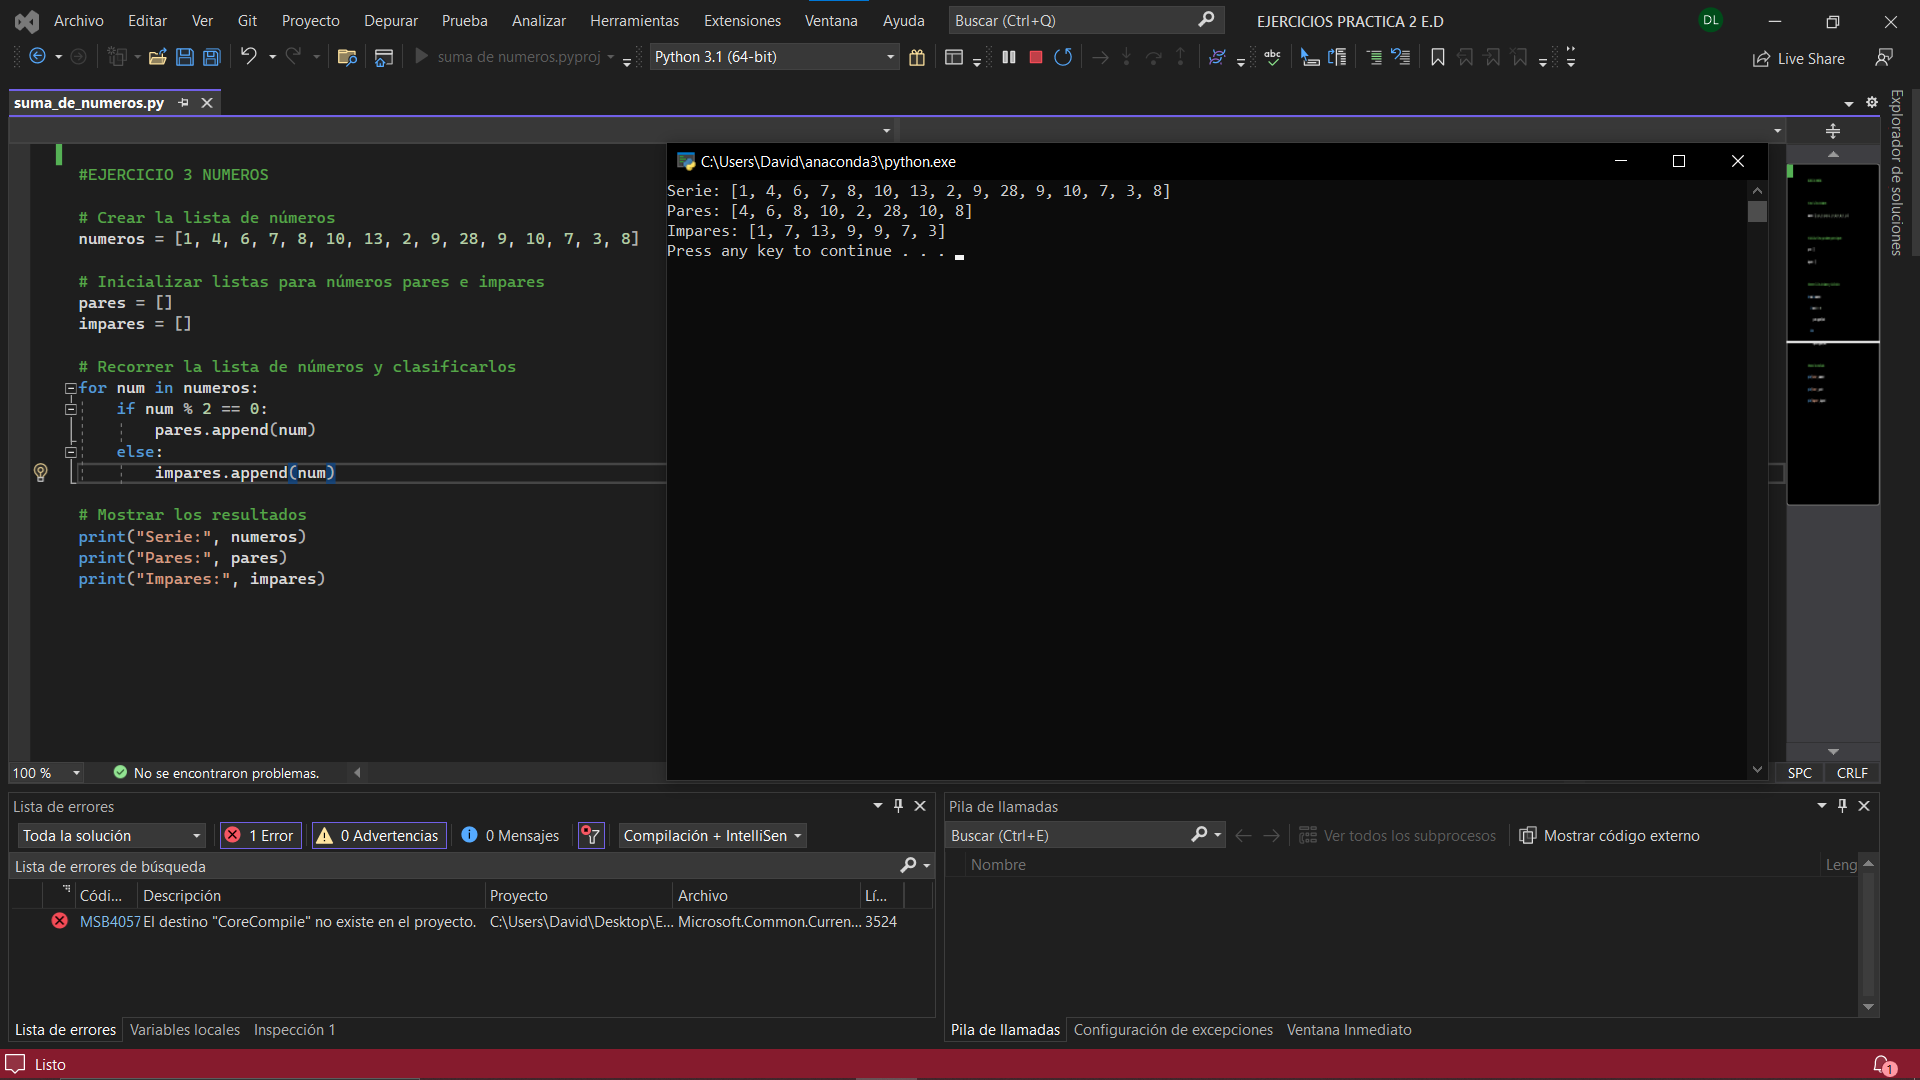 Archivo Editar Ver Git Proyecto Depurar Prueba Analizar Herramientas Extensiones Ventana Ayuda Buscar (Ctrl+Q) EJERCICIOS PRACTICA 2 E.D DL
suma de numeros.pyproj Python 3.1 (64-bit) abc Live Share
suma_de_numeros.py
Explorador de soluciones
#EJERCICIO 3 NUMEROS
# Crear la lista de números
numeros = [1, 4, 6, 7, 8, 10, 13, 2, 9, 28, 9, 10, 7, 3, 8]
# Inicializar listas para números pares e impares
pares = []
impares = []
# Recorrer la lista de números y clasificarlos
for num in numeros:
if num % 2 == 0:
pares.append(num)
else:
impares.append(num)
# Mostrar los resultados
print("Serie:", numeros)
print("Pares:", pares)
print("Impares:", impares)
C:\Users\David\anaconda3\python.exe
Serie: [1, 4, 6, 7, 8, 10, 13, 2, 9, 28, 9, 10, 7, 3, 8]
Pares: [4, 6, 8, 10, 2, 28, 10, 8]
Impares: [1, 7, 13, 9, 9, 7, 3]
Press any key to continue . . .
100 % No se encontraron problemas. SPC CRLF
Lista de errores
Toda la solución 1 Error 0 Advertencias 0 Mensajes Compilación + IntelliSen
Lista de errores de búsqueda
Códi... Descripción Proyecto Archivo Lí...
MSB4057 El destino "CoreCompile" no existe en el proyecto. C:\Users\David\Desktop\E... Microsoft.Common.Curren... 3524
Lista de errores Variables locales Inspección 1
Pila de llamadas
Buscar (Ctrl+E) Ver todos los subprocesos Mostrar código externo
Nombre Leng
Pila de llamadas Configuración de excepciones Ventana Inmediato
Listo 1